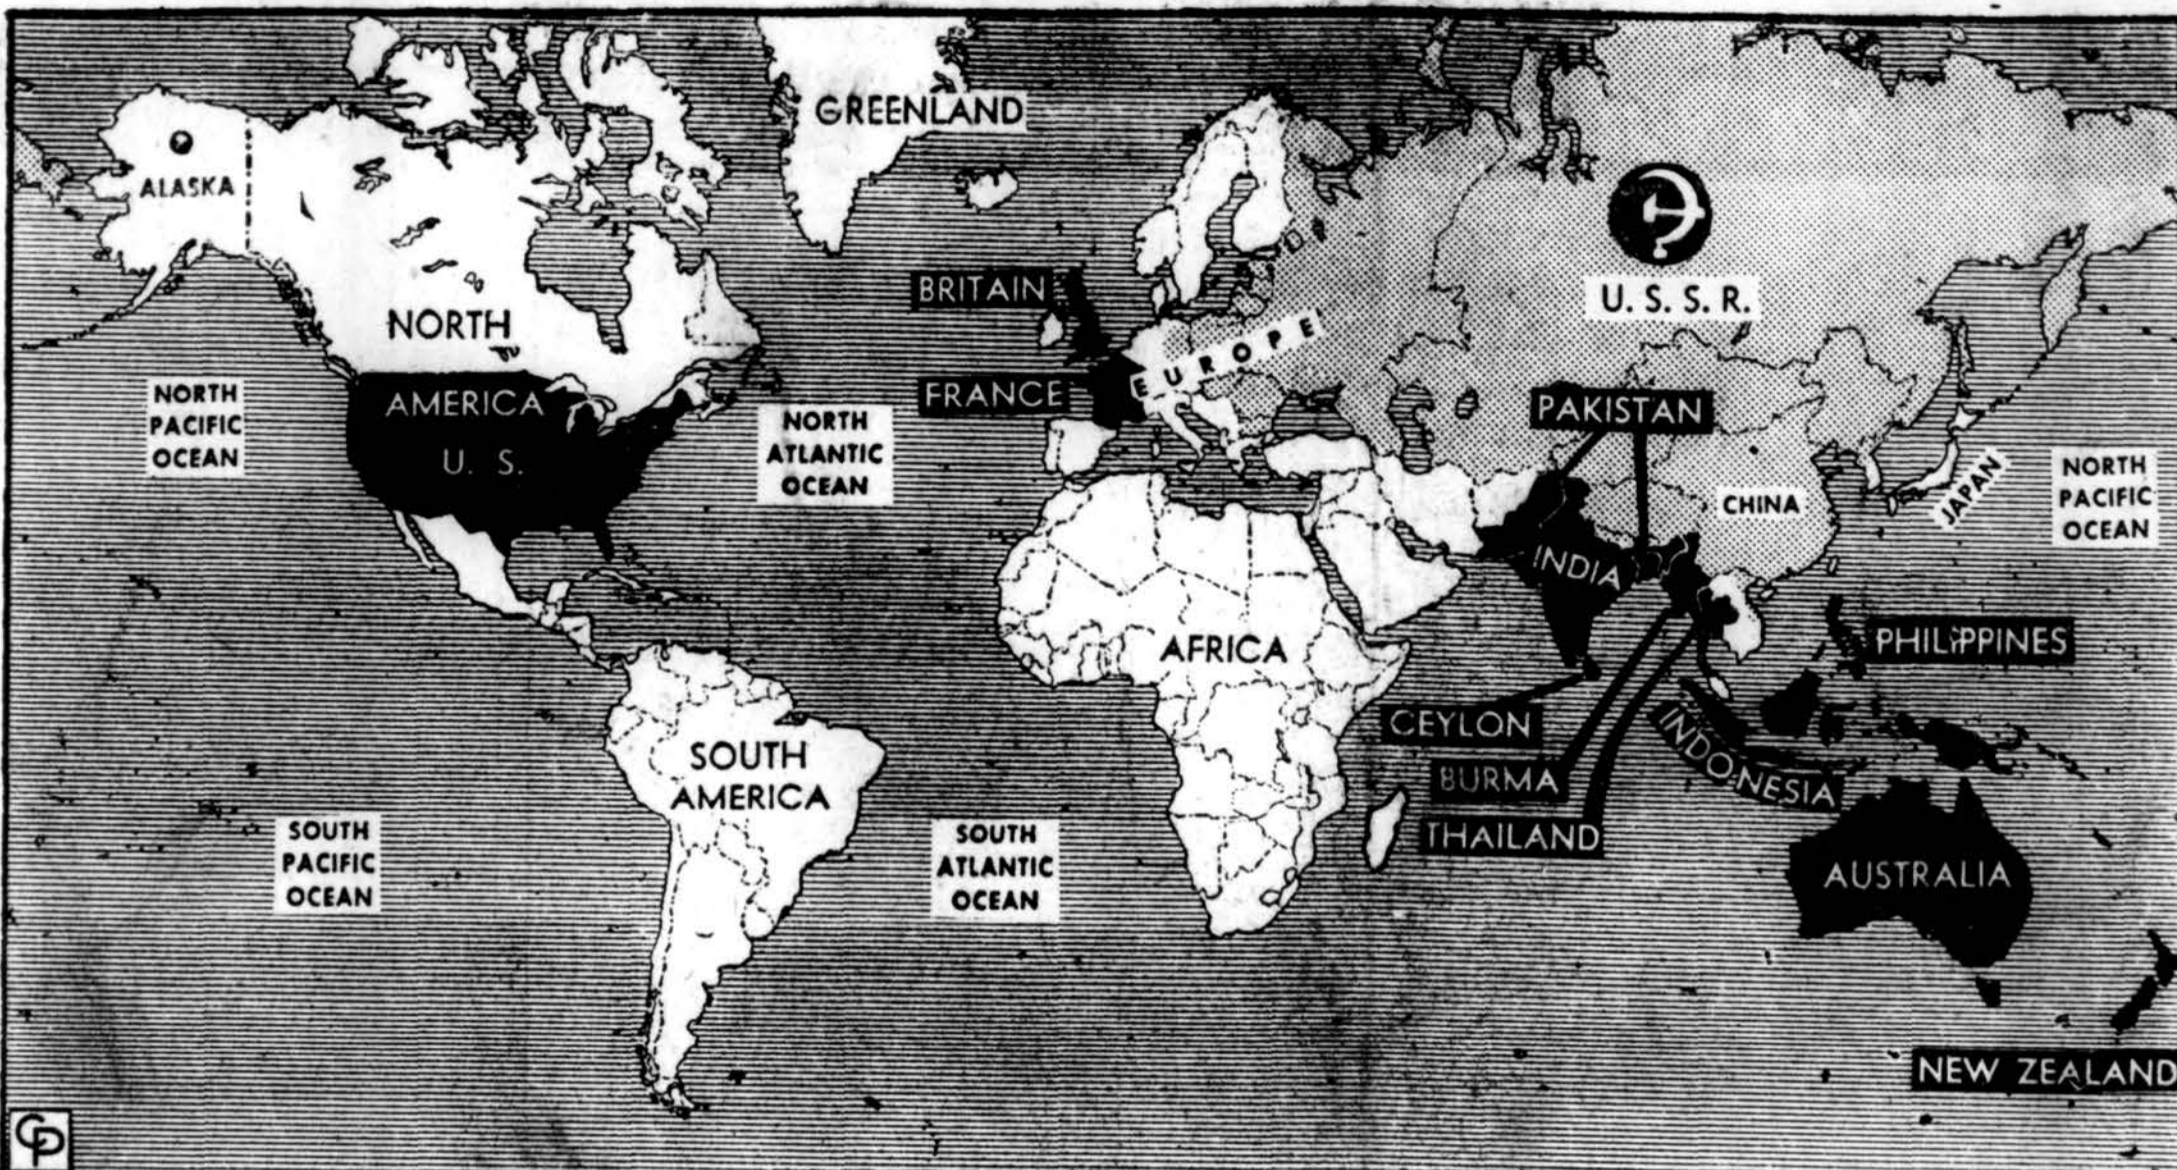 GREENLAND
ALASKA
U. S. S. R.
BRITAIN
NORTH
EUROPE
FRANCE
AMERICA
U. S.
NORTH
PACIFIC
OCEAN
NORTH
ATLANTIC
OCEAN
PAKISTAN
CHINA
JAPAN
NORTH
PACIFIC
OCEAN
INDIA
AFRICA
PHILIPPINES
CEYLON
INDONESIA
BURMA
THAILAND
SOUTH
AMERICA
SOUTH
PACIFIC
OCEAN
SOUTH
ATLANTIC
OCEAN
AUSTRALIA
NEW ZEALAND
CP